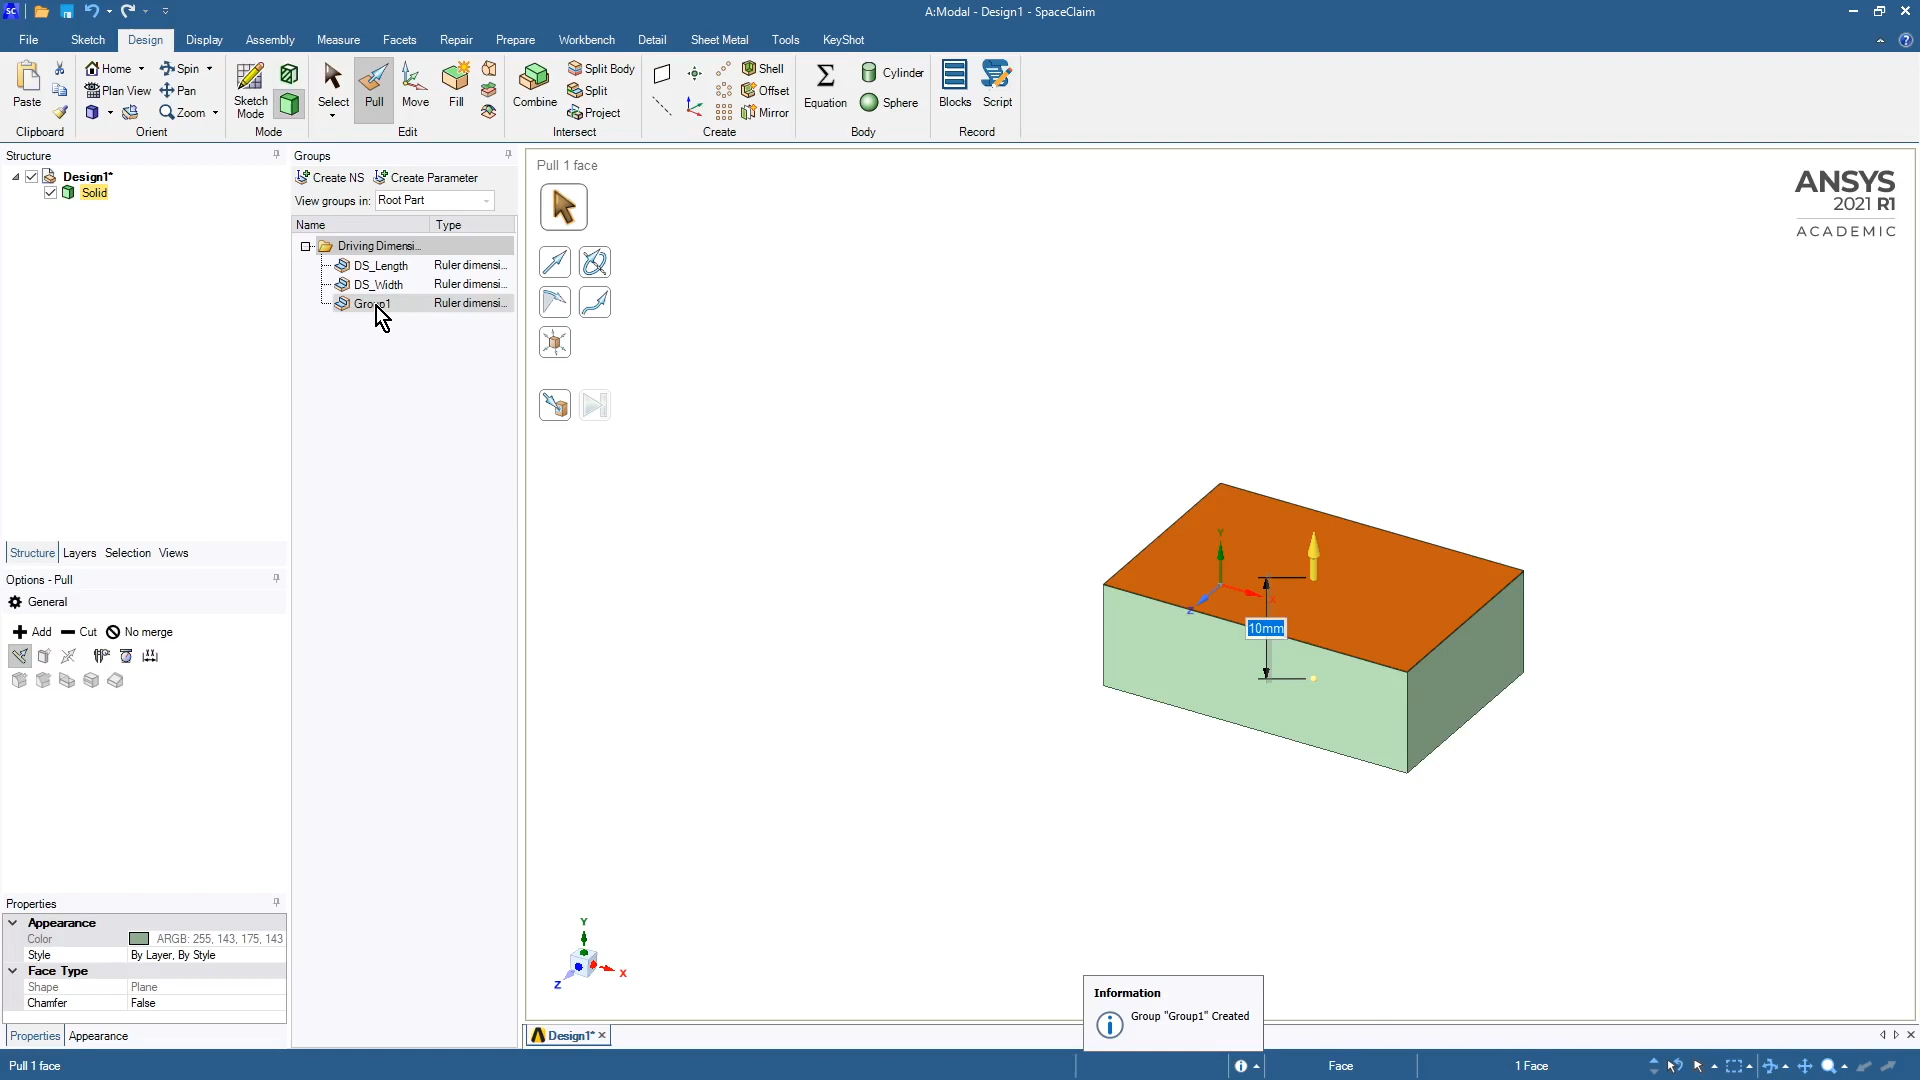 A:Modal - Design1 - SpaceClaim
SC
File Sketch Design Display Assembly Measure Facets Repair Prepare Workbench Detail Sheet Metal Tools KeyShot
Home Spin Split Body Shell Cylinder
Plan View Pan Split Offset
Paste Sketch Mode Select Pull Move Fill Combine Equation Blocks Script
Zoom Project Mirror Sphere
Clipboard Orient Mode Edit Intersect Create Body Record
Structure
Design1*
Solid
Structure Layers Selection Views
Options - Pull
General
Add Cut No merge
Properties
Appearance
Color ARGB: 255, 143, 175, 143
Style By Layer, By Style
Face Type
Shape Plane
Chamfer False
Properties Appearance
Groups
Create NS Create Parameter
View groups in: Root Part
Name Type
Driving Dimensi...
DS_Length Ruler dimensi...
DS_Width Ruler dimensi...
Group1 Ruler dimensi...
Pull 1 face
ANSYS
2021 R1
ACADEMIC
Y
X
Z
10mm
Y
X
Z
Information
Group "Group1" Created
Design1*
Pull 1 face Face 1 Face